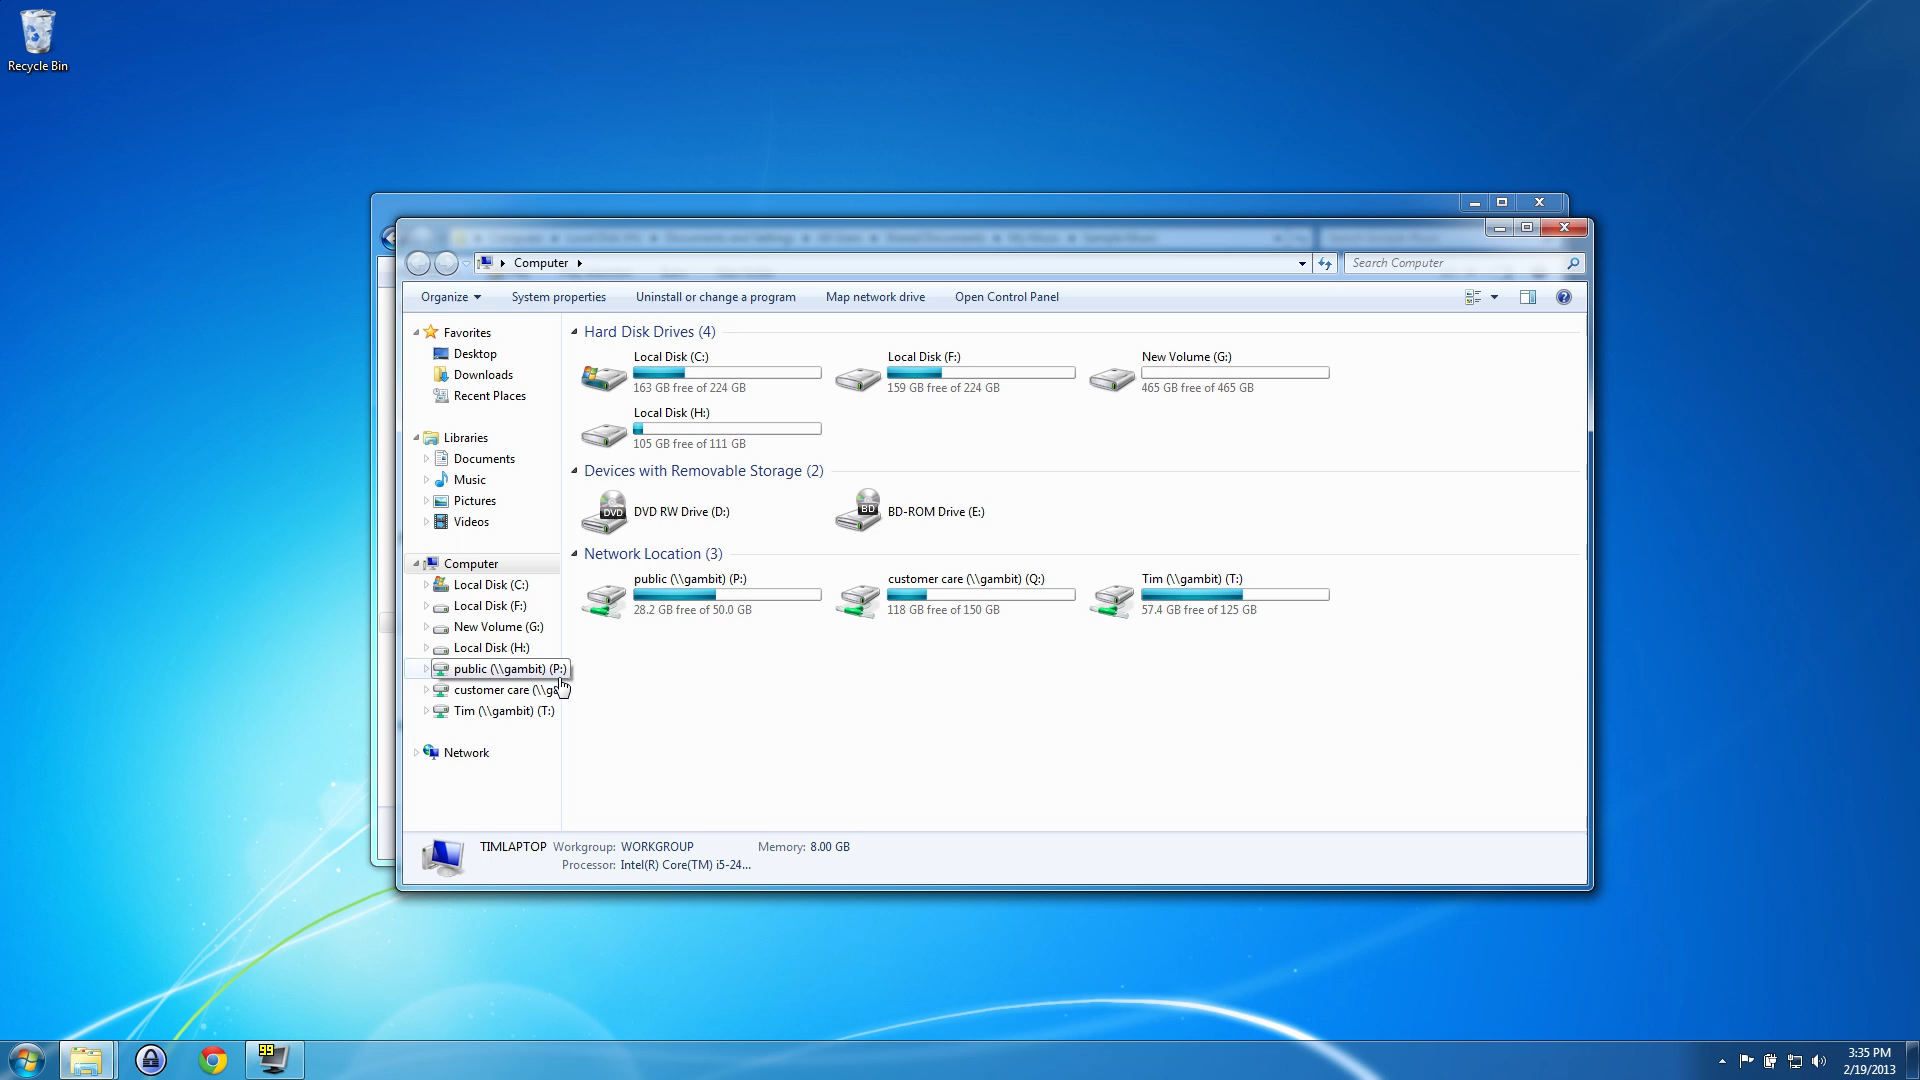 Recycle Bin
Computer
Search Computer
Organize
System properties
Uninstall or change a program
Map network drive
Open Control Panel
Favorites
Desktop
Downloads
Recent Places
Libraries
Documents
Music
Pictures
Videos
Computer
Local Disk (C:)
Local Disk (F:)
New Volume (G:)
Local Disk (H:)
public (\\gambit) (P:)
customer care (\\ga
Tim (\\gambit) (T:)
Network
Hard Disk Drives (4)
Local Disk (C:)
163 GB free of 224 GB
Local Disk (F:)
159 GB free of 224 GB
New Volume (G:)
465 GB free of 465 GB
Local Disk (H:)
105 GB free of 111 GB
Devices with Removable Storage (2)
DVD
DVD RW Drive (D:)
BD
BD-ROM Drive (E:)
Network Location (3)
public (\\gambit) (P:)
28.2 GB free of 50.0 GB
customer care (\\gambit) (Q:)
118 GB free of 150 GB
Tim (\\gambit) (T:)
57.4 GB free of 125 GB
TIMLAPTOP Workgroup: WORKGROUP Memory: 8.00 GB
Processor: Intel(R) Core(TM) i5-24...
99
3:35 PM
2/19/2013